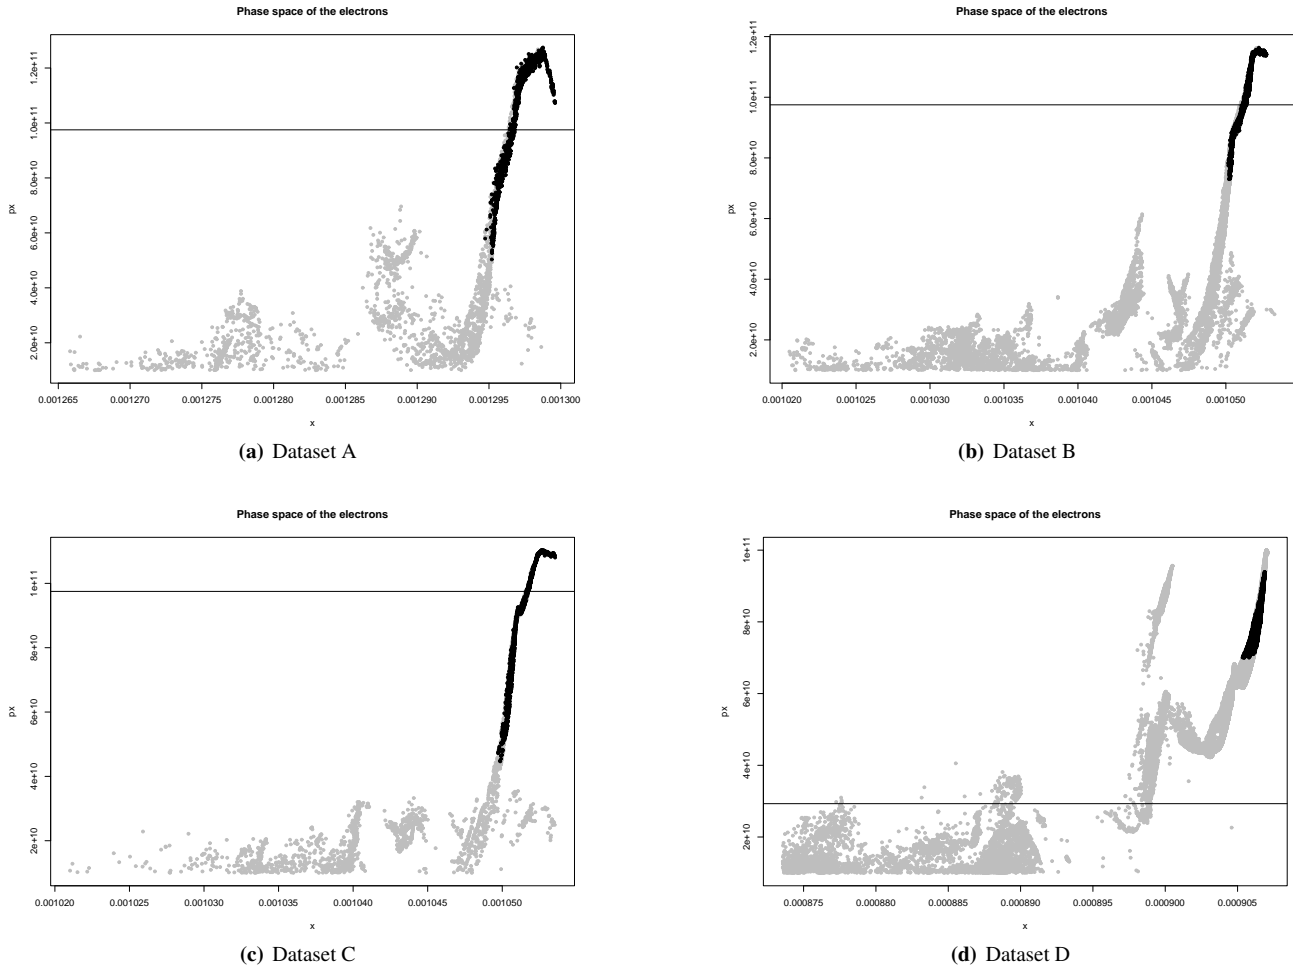 Phase space of the electrons
px
1.2e+11
1.0e+11
8.0e+10
6.0e+10
4.0e+10
2.0e+10
0.001265 0.001270 0.001275 0.001280 0.001285 0.001290 0.001295 0.001300
x
(a) Dataset A
Phase space of the electrons
px
1.2e+11
1.0e+11
8.0e+10
6.0e+10
4.0e+10
2.0e+10
0.001020 0.001025 0.001030 0.001035 0.001040 0.001045 0.001050
x
(b) Dataset B
Phase space of the electrons
px
1e+11
8e+10
6e+10
4e+10
2e+10
0.001020 0.001025 0.001030 0.001035 0.001040 0.001045 0.001050
x
(c) Dataset C
Phase space of the electrons
px
1e+11
8e+10
6e+10
4e+10
2e+10
0.000875 0.000880 0.000885 0.000890 0.000895 0.000900 0.000905
x
(d) Dataset D